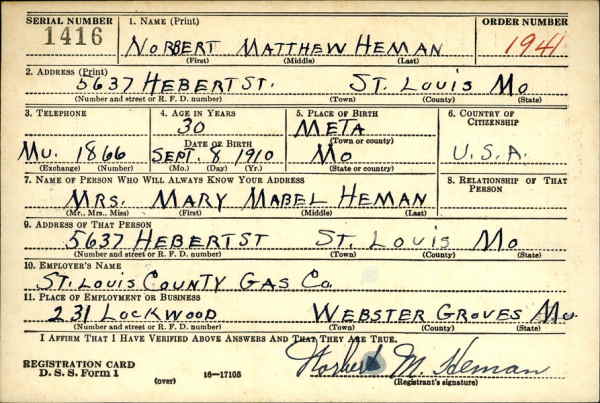 SERIAL NUMBER 1. NAME (Print) ORDER NUMBER
1416 NORBERT MATTHEW HEMAN 1941
(First) (Middle) (Last)
2. ADDRESS (Print)
5637 HEBERT ST. ST. LOUIS MO
(Number and street or R. F. D. number) (Town) (County) (State)
3. TELEPHONE 4. AGE IN YEARS 5. PLACE OF BIRTH 6. COUNTRY OF CITIZENSHIP
30 META
DATE OF BIRTH (Town or county)
MU. 1866 SEPT. 8 1910 MO U.S.A.
(Exchange) (Number) (Mo.) (Day) (Yr.) (State or country)
7. NAME OF PERSON WHO WILL ALWAYS KNOW YOUR ADDRESS 8. RELATIONSHIP OF THAT PERSON
MRS. MARY MABEL HEMAN
(Mr., Mrs., Miss) (First) (Middle) (Last)
9. ADDRESS OF THAT PERSON
5637 HEBERT ST ST. LOUIS MO
(Number and street or R. F. D. number) (Town) (County) (State)
10. EMPLOYER'S NAME
ST. LOUIS COUNTY GAS CO.
11. PLACE OF EMPLOYMENT OR BUSINESS
231 LOCKWOOD WEBSTER GROVES MO.
(Number and street or R. F. D. number) (Town) (County) (State)
I AFFIRM THAT I HAVE VERIFIED ABOVE ANSWERS AND THAT THEY ARE TRUE.
REGISTRATION CARD Norbert M. Heman
D. S. S. Form 1 (over) 16-17105 (Registrant's signature)